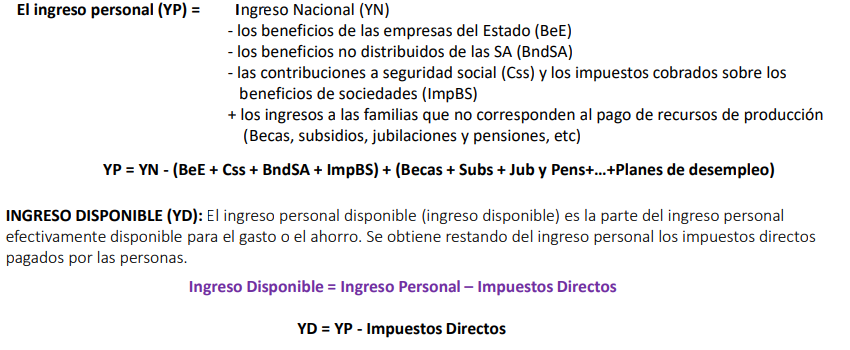 El ingreso personal (YP) = Ingreso Nacional (YN)
- los beneficios de las empresas del Estado (BeE)
- los beneficios no distribuidos de las SA (BndSA)
- las contribuciones a seguridad social (Css) y los impuestos cobrados sobre los
beneficios de sociedades (ImpBS)
+ los ingresos a las familias que no corresponden al pago de recursos de producción
(Becas, subsidios, jubilaciones y pensiones, etc)
YP = YN - (BeE + Css + BndSA + ImpBS) + (Becas + Subs + Jub y Pens+...+Planes de desempleo)
INGRESO DISPONIBLE (YD): El ingreso personal disponible (ingreso disponible) es la parte del ingreso personal
efectivamente disponible para el gasto o el ahorro. Se obtiene restando del ingreso personal los impuestos directos
pagados por las personas.
Ingreso Disponible = Ingreso Personal – Impuestos Directos
YD = YP - Impuestos Directos